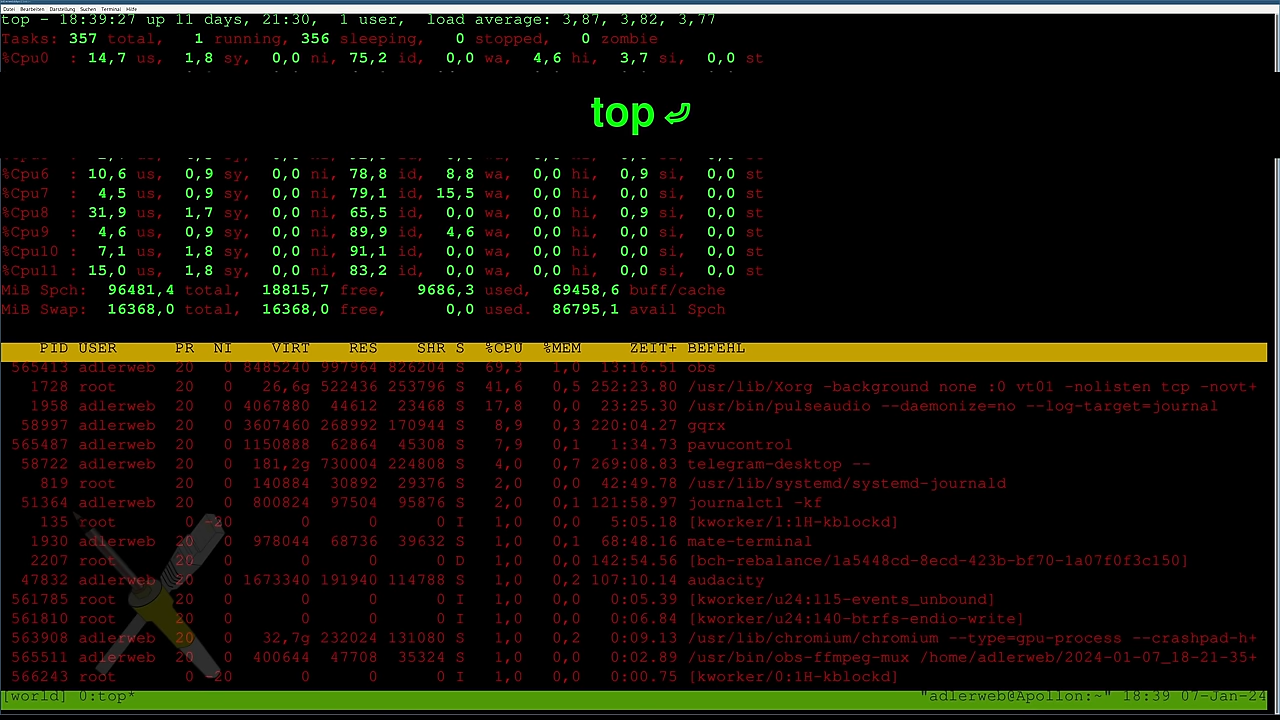 Datei Bearbeiten Darstellung Suchen Terminal Hilfe
top - 18:39:27 up 11 days, 21:30,  1 user,  load average: 3,87, 3,82, 3,77
Tasks: 357 total,   1 running, 356 sleeping,   0 stopped,   0 zombie
%Cpu0  : 14,7 us,  1,8 sy,  0,0 ni, 75,2 id,  0,0 wa,  4,6 hi,  3,7 si,  0,0 st
top ⤶
%Cpu6  : 10,6 us,  0,9 sy,  0,0 ni, 78,8 id,  8,8 wa,  0,0 hi,  0,9 si,  0,0 st
%Cpu7  :  4,5 us,  0,9 sy,  0,0 ni, 79,1 id, 15,5 wa,  0,0 hi,  0,0 si,  0,0 st
%Cpu8  : 31,9 us,  1,7 sy,  0,0 ni, 65,5 id,  0,0 wa,  0,0 hi,  0,9 si,  0,0 st
%Cpu9  :  4,6 us,  0,9 sy,  0,0 ni, 89,9 id,  4,6 wa,  0,0 hi,  0,0 si,  0,0 st
%Cpu10 :  7,1 us,  1,8 sy,  0,0 ni, 91,1 id,  0,0 wa,  0,0 hi,  0,0 si,  0,0 st
%Cpu11 : 15,0 us,  1,8 sy,  0,0 ni, 83,2 id,  0,0 wa,  0,0 hi,  0,0 si,  0,0 st
MiB Spch:  96481,4 total,  18815,7 free,   9686,3 used,  69458,6 buff/cache
MiB Swap:  16368,0 total,  16368,0 free,      0,0 used.  86795,1 avail Spch
PID USER PR NI VIRT RES SHR S %CPU %MEM ZEIT+ BEFEHL
565413 adlerweb 20 0 8485240 997964 826204 S 69,3 1,0 13:16.51 obs
1728 root 20 0 26,6g 522436 253796 S 41,6 0,5 252:23.80 /usr/lib/Xorg -background none :0 vt01 -nolisten tcp -novt+
1958 adlerweb 20 0 4067880 44612 23468 S 17,8 0,0 23:25.30 /usr/bin/pulseaudio --daemonize=no --log-target=journal
58997 adlerweb 20 0 3607460 268992 170944 S 8,9 0,3 220:04.27 gqrx
565487 adlerweb 20 0 1150888 62864 45308 S 7,9 0,1 1:34.73 pavucontrol
58722 adlerweb 20 0 181,2g 730004 224808 S 4,0 0,7 269:08.83 telegram-desktop --
819 root 20 0 140884 30892 29376 S 2,0 0,0 42:49.78 /usr/lib/systemd/systemd-journald
51364 adlerweb 20 0 800824 97504 95876 S 2,0 0,1 121:58.97 journalctl -kf
135 root 0 -20 0 0 0 I 1,0 0,0 5:05.18 [kworker/1:1H-kblockd]
1930 adlerweb 20 0 978044 68736 39632 S 1,0 0,1 68:48.16 mate-terminal
2207 root 20 0 0 0 0 D 1,0 0,0 142:54.56 [bch-rebalance/1a5448cd-8ecd-423b-bf70-1a07f0f3c150]
47832 adlerweb 20 0 1673340 191940 114788 S 1,0 0,2 107:10.14 audacity
561785 root 20 0 0 0 0 I 1,0 0,0 0:05.39 [kworker/u24:115-events_unbound]
561810 root 20 0 0 0 0 I 1,0 0,0 0:06.84 [kworker/u24:140-btrfs-endio-write]
563908 adlerweb 20 0 32,7g 232024 131080 S 1,0 0,2 0:09.13 /usr/lib/chromium/chromium --type=gpu-process --crashpad-h+
565511 adlerweb 20 0 400644 47708 35324 S 1,0 0,0 0:02.89 /usr/bin/obs-ffmpeg-mux /home/adlerweb/2024-01-07_18-21-35+
566243 root 0 -20 0 0 0 I 1,0 0,0 0:00.75 [kworker/0:1H-kblockd]
[world] 0:top* "adlerweb@Apollon:~" 18:39 07-Jan-24